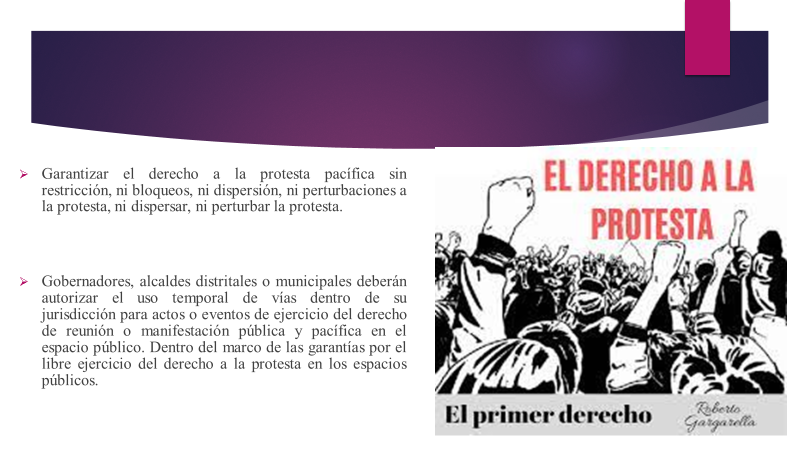 Garantizar el derecho a la protesta pacífica sin
restricción, ni bloqueos, ni dispersión, ni perturbaciones a
la protesta, ni dispersar, ni perturbar la protesta.
Gobernadores, alcaldes distritales o municipales deberán
autorizar el uso temporal de vías dentro de su
jurisdicción para actos o eventos de ejercicio del derecho
de reunión o manifestación pública y pacífica en el
espacio público. Dentro del marco de las garantías por el
libre ejercicio del derecho a la protesta en los espacios
públicos.
EL DERECHO A LA
PROTESTA
El primer derecho
Roberto
Gargarella